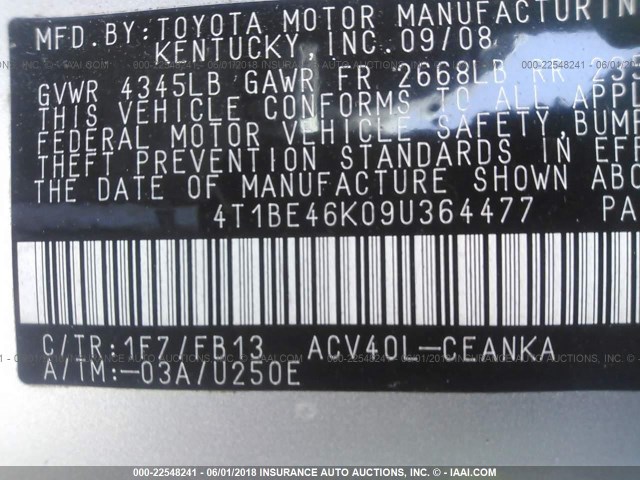 MFD. BY: TOYOTA MOTOR MANUFACTURIN
KENTUCKY, INC. 09/08
GVWR 4345LB GAWR FR 2668LB RR
THIS VEHICLE CONFORMS TO ALL APPL
FEDERAL MOTOR VEHICLE SAFETY, BUMP
THEFT PREVENTION STANDARDS IN EFF
THE DATE OF MANUFACTURE SHOWN ABO
4T1BE46K09U364477 PA
C/TR:1F7/FB13 ACV40L-CEANKA
A/TM:-03A/U250E
000-22548241 - 06/01/2018 INSURANCE AUTO AUCTIONS, INC. © - IAAI.COM